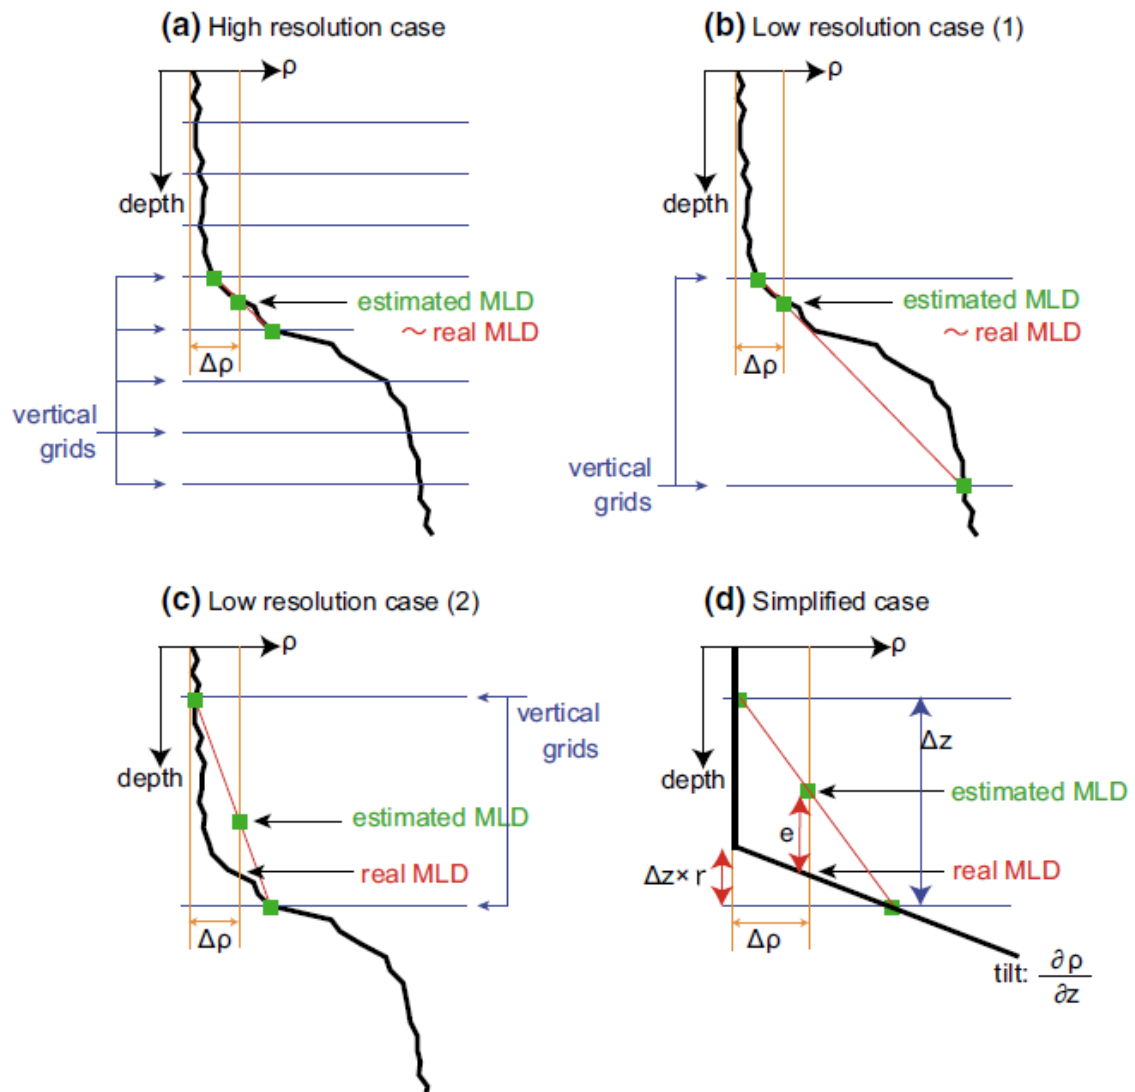 (a) High resolution case
ρ
depth
estimated MLD
～ real MLD
Δρ
vertical
grids
(b) Low resolution case (1)
ρ
depth
estimated MLD
～ real MLD
Δρ
vertical
grids
(c) Low resolution case (2)
ρ
vertical
grids
depth
estimated MLD
real MLD
Δρ
(d) Simplified case
ρ
Δz
depth
estimated MLD
e
real MLD
Δz× r
Δρ
tilt: ∂ρ
∂z